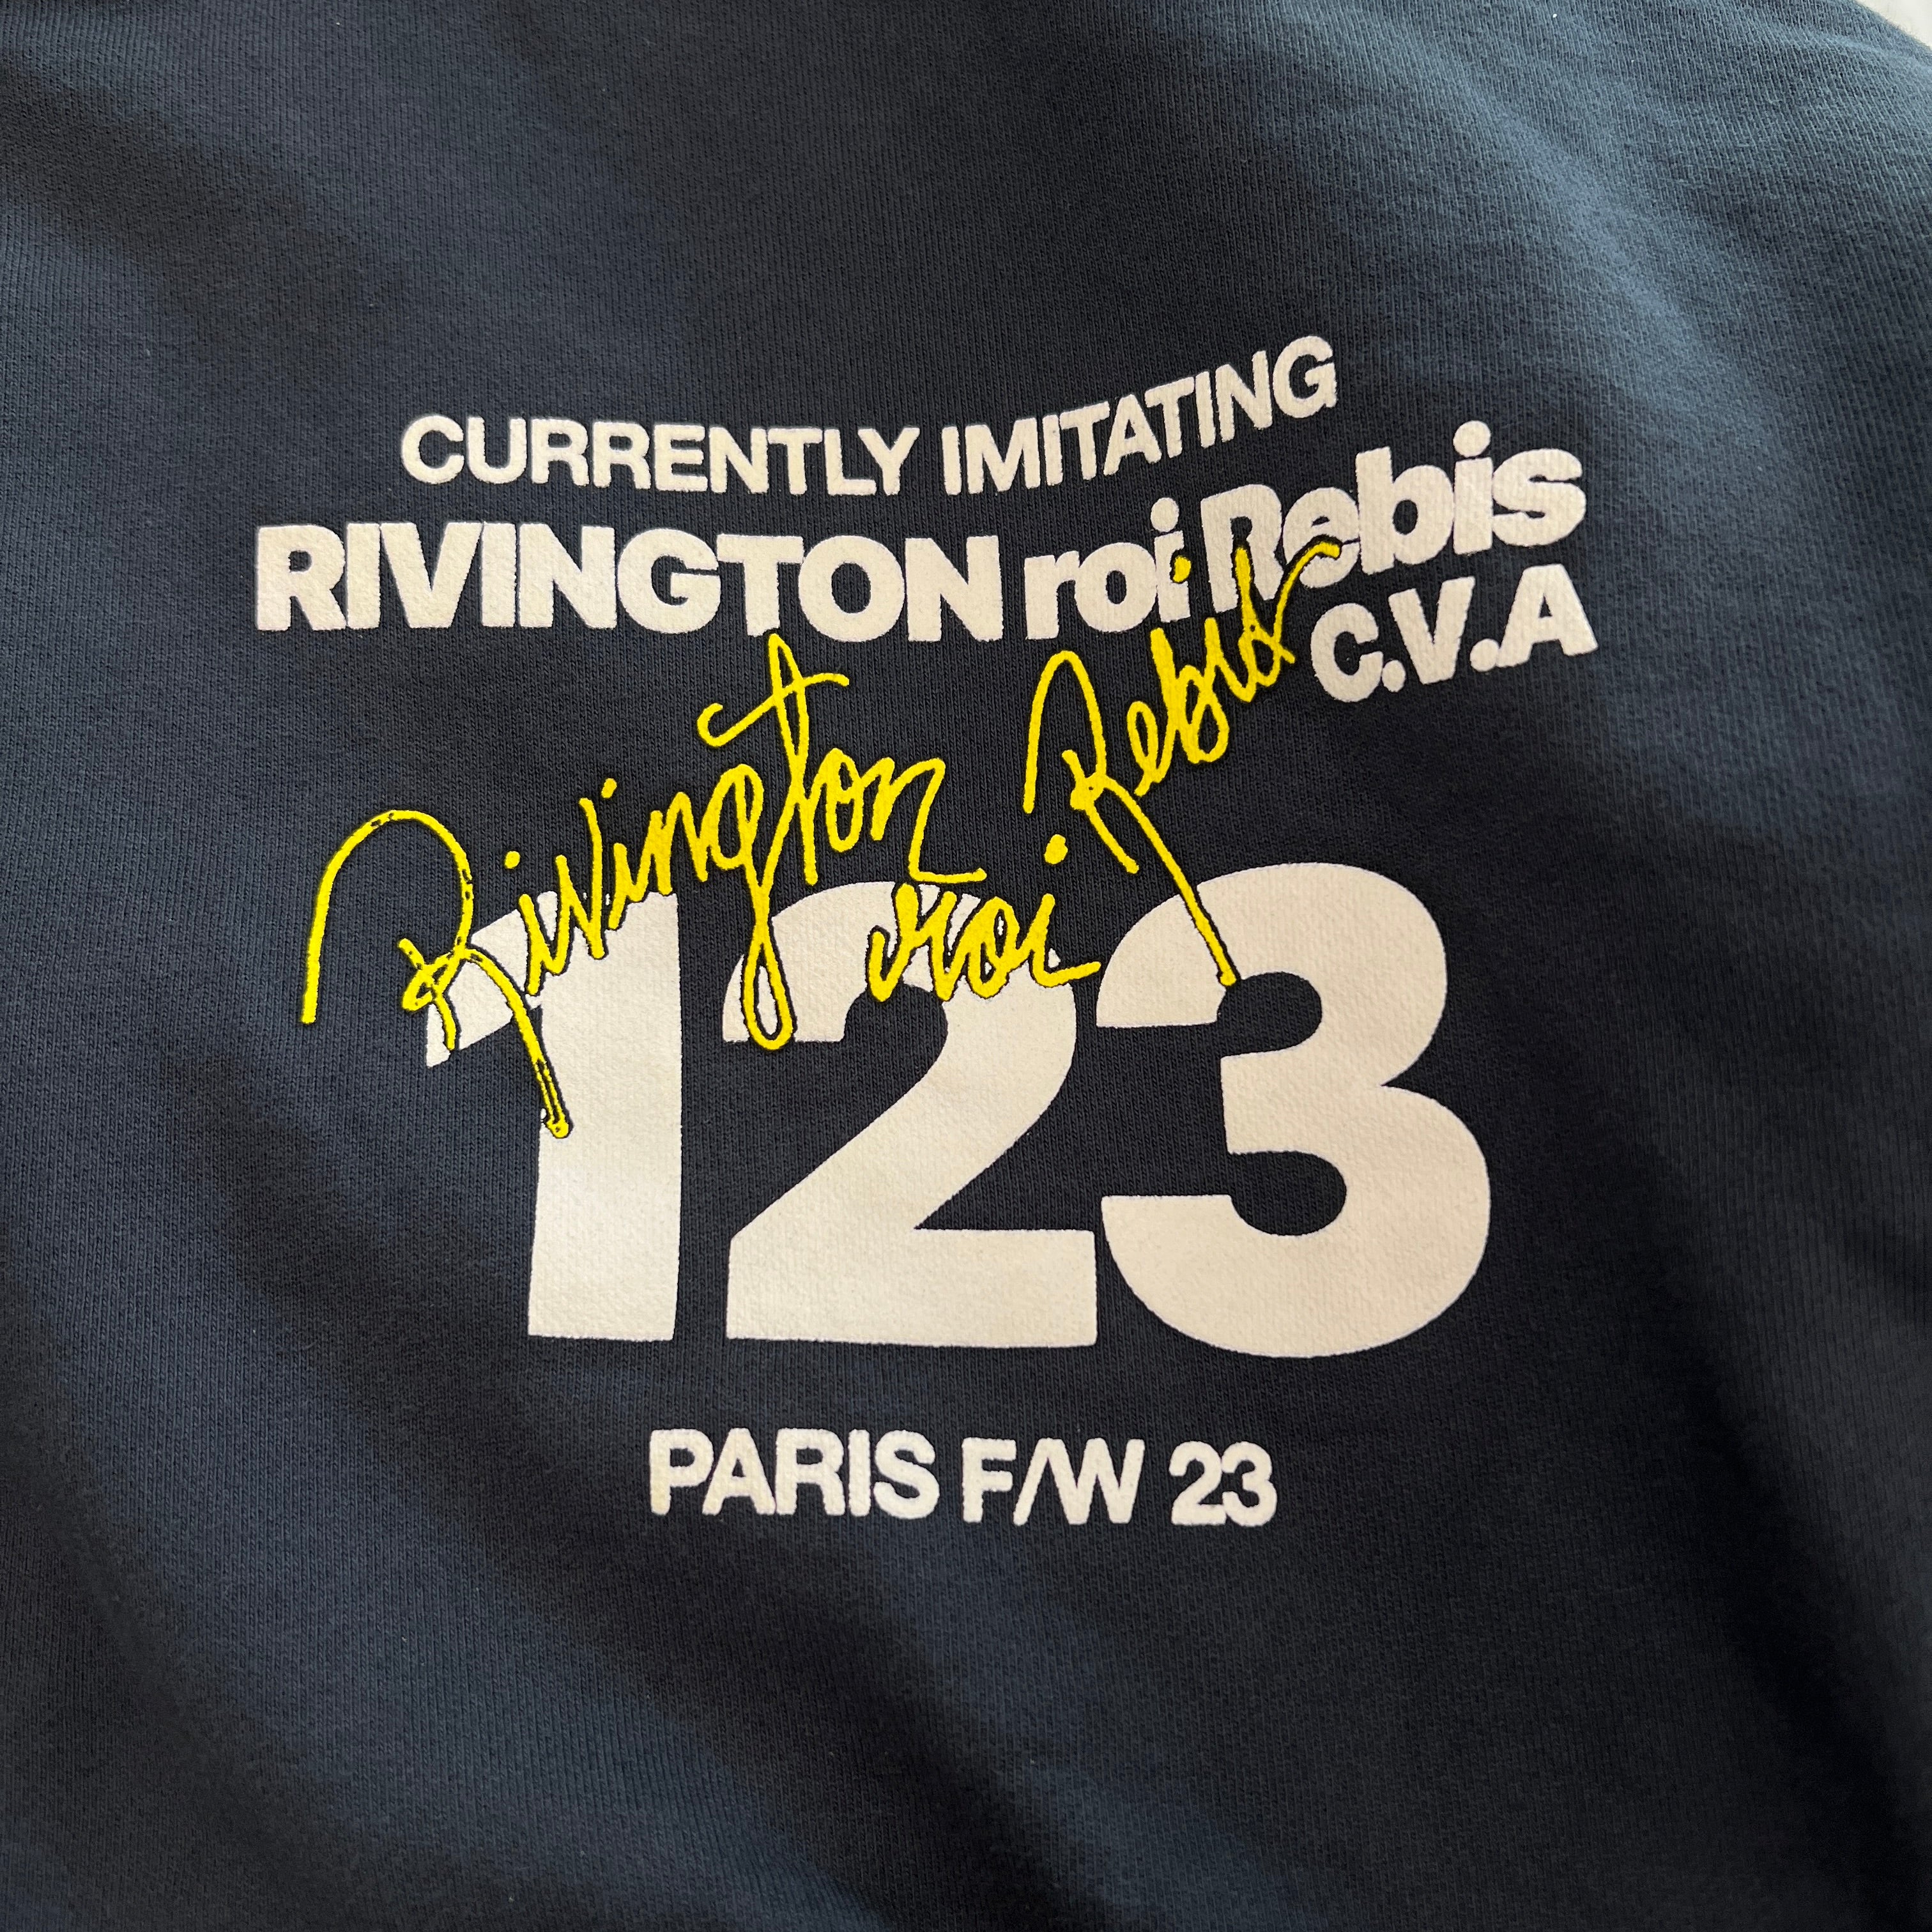 CURRENTLY IMITATING
RIVINGTON roi Rebis
C.V.A
Rivington
roi Rebis
123
PARIS F/W 23